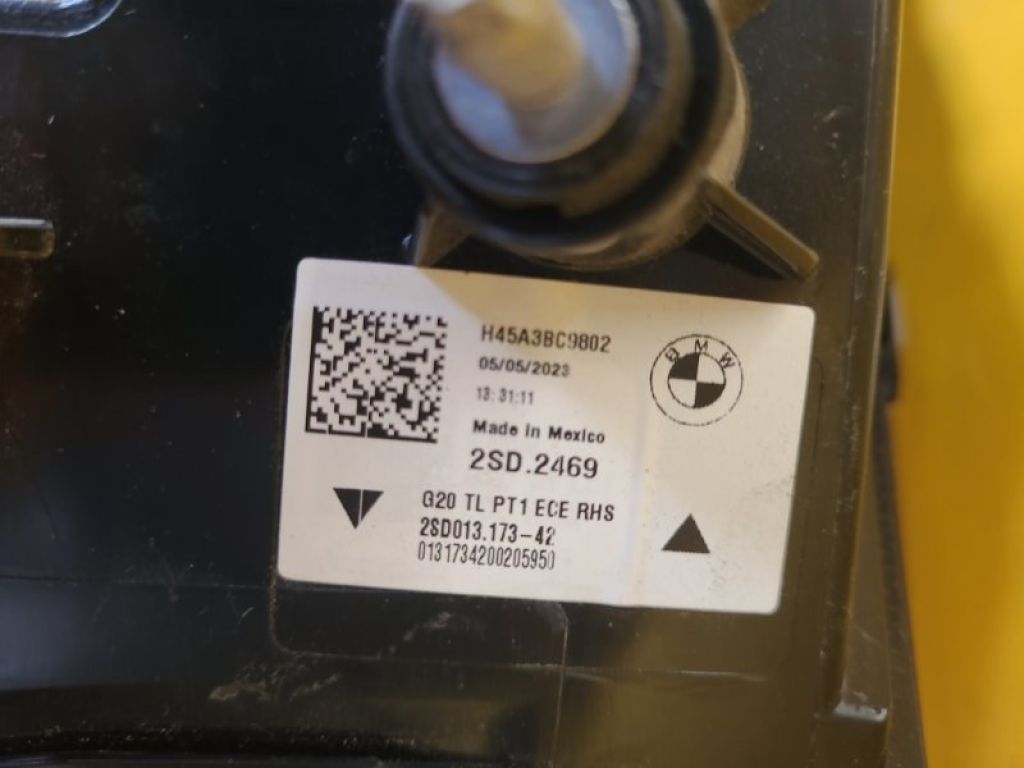 H45A3BC9802
05/05/2023
13:31:11
BMW
Made in Mexico
2SD.2469
G20 TL PT1 ECE RHS
2SD013.173-42
0131734200205950